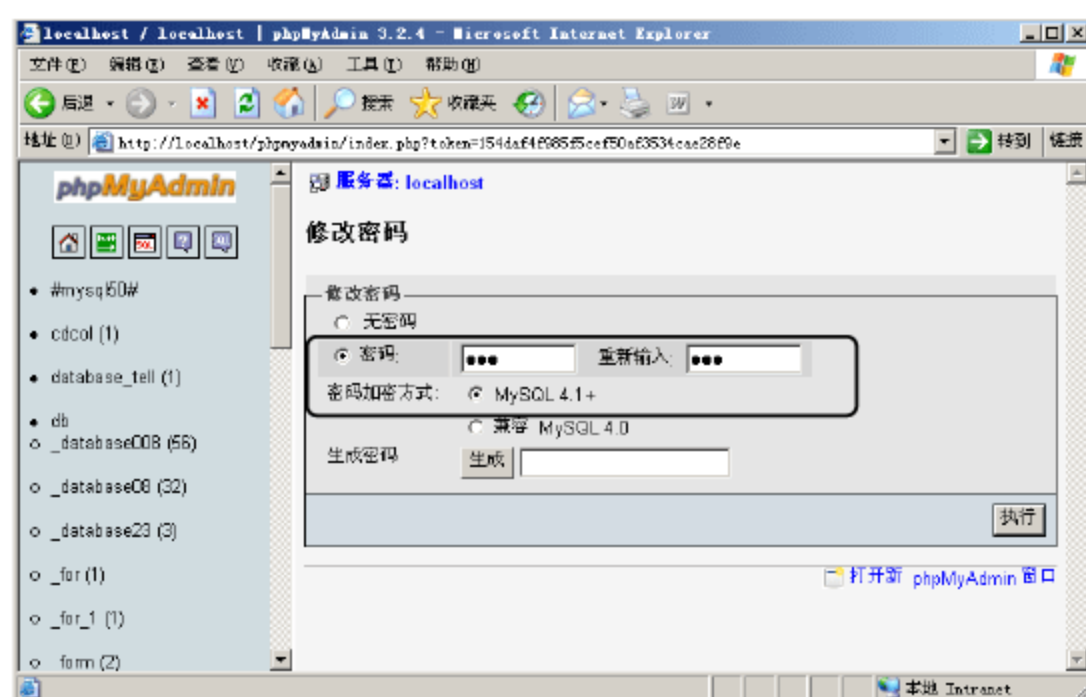 localhost / localhost | phpMyAdmin 3.2.4 - Microsoft Internet Explorer
文件(F) 编辑(E) 查看(V) 收藏(A) 工具(T) 帮助(H)
后退 搜索 收藏夹
地址(D) http://localhost/phpmyadmin/index.php?token=154daf4f985f5cef50af3534cae28f9e 转到 链接
phpMyAdmin
SQL
#mysql50#
cdcol (1)
database_tell (1)
db
_database008 (56)
_database08 (32)
_database23 (3)
_for (1)
_for_1 (1)
form (2)
服务器: localhost
修改密码
修改密码
无密码
密码: 重新输入:
密码加密方式: MySQL 4.1+
兼容 MySQL 4.0
生成密码 生成
执行
打开新 phpMyAdmin 窗口
本地 Intranet